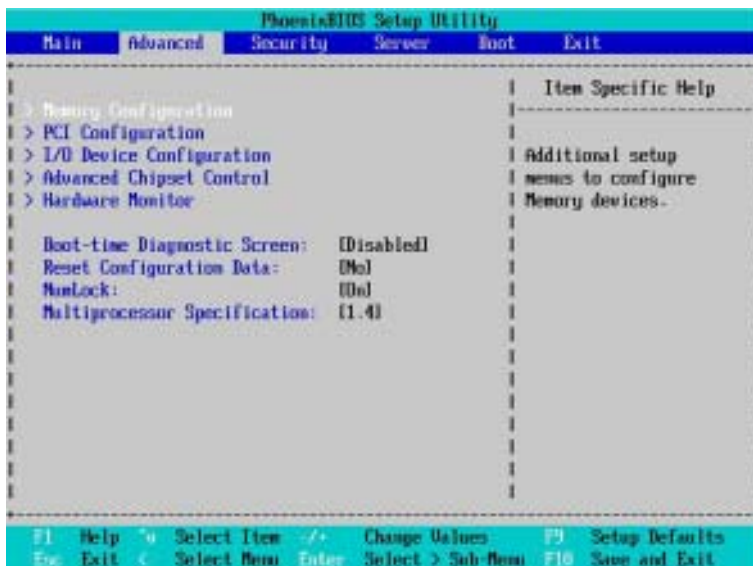 PhoenixBIOS Setup Utility
Main Advanced Security Server Boot Exit
Item Specific Help
> Memory Configuration
> PCI Configuration
> I/O Device Configuration
> Advanced Chipset Control
> Hardware Monitor
Additional setup
menus to configure
Memory devices.
Boot-time Diagnostic Screen: [Disabled]
Reset Configuration Data: [No]
NumLock: [On]
Multiprocessor Specification: [1.4]
F1 Help Select Item -/+ Change Values F9 Setup Defaults
Esc Exit < Select Menu Enter Select > Sub-Menu F10 Save and Exit